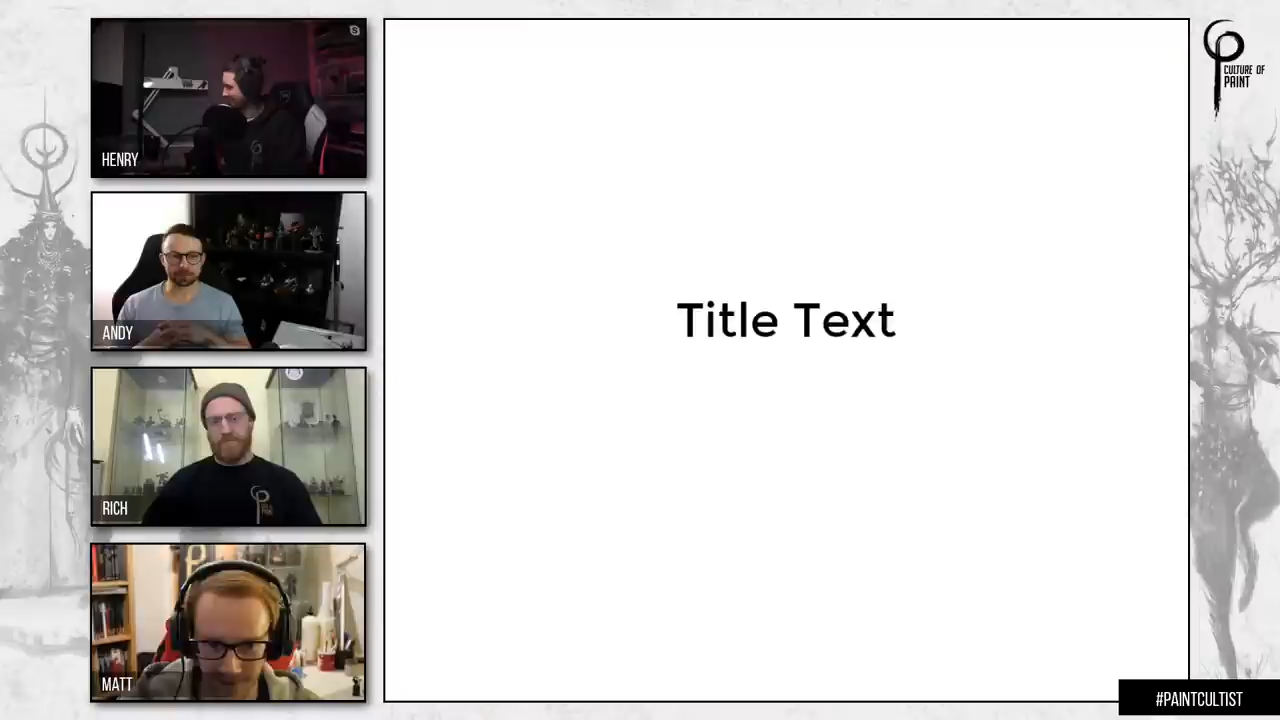 HENRY
ANDY
RICH
MATT
Title Text
CULTURE OF
PAINT
#PAINTCULTIST